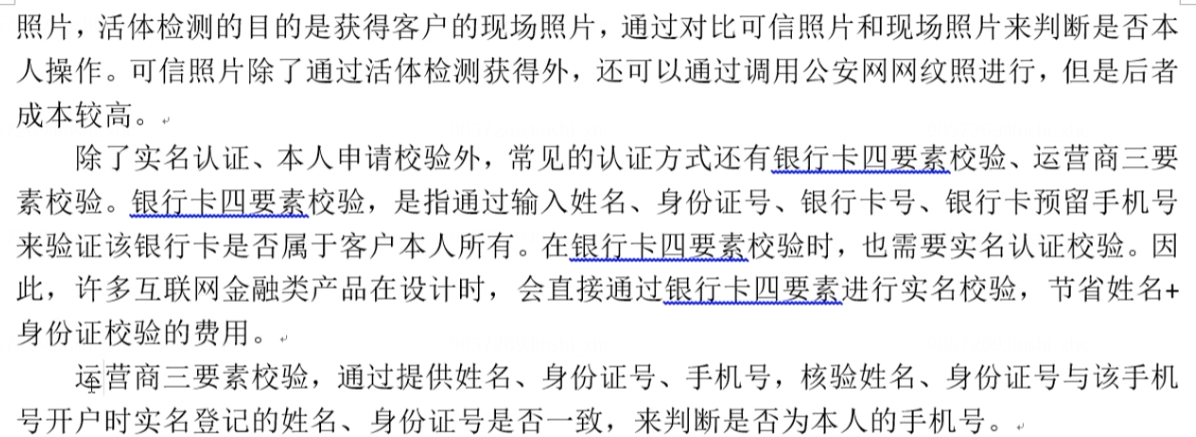 照片，活体检测的目的是获得客户的现场照片，通过对比可信照片和现场照片来判断是否本
人操作。可信照片除了通过活体检测获得外，还可以通过调用公安网网纹照进行，但是后者
成本较高。
除了实名认证、本人申请校验外，常见的认证方式还有银行卡四要素校验、运营商三要
素校验。银行卡四要素校验，是指通过输入姓名、身份证号、银行卡号、银行卡预留手机号
来验证该银行卡是否属于客户本人所有。在银行卡四要素校验时，也需要实名认证校验。因
此，许多互联网金融类产品在设计时，会直接通过银行卡四要素进行实名校验，节省姓名+
身份证校验的费用。
运营商三要素校验，通过提供姓名、身份证号、手机号，核验姓名、身份证号与该手机
号开户时实名登记的姓名、身份证号是否一致，来判断是否为本人的手机号。